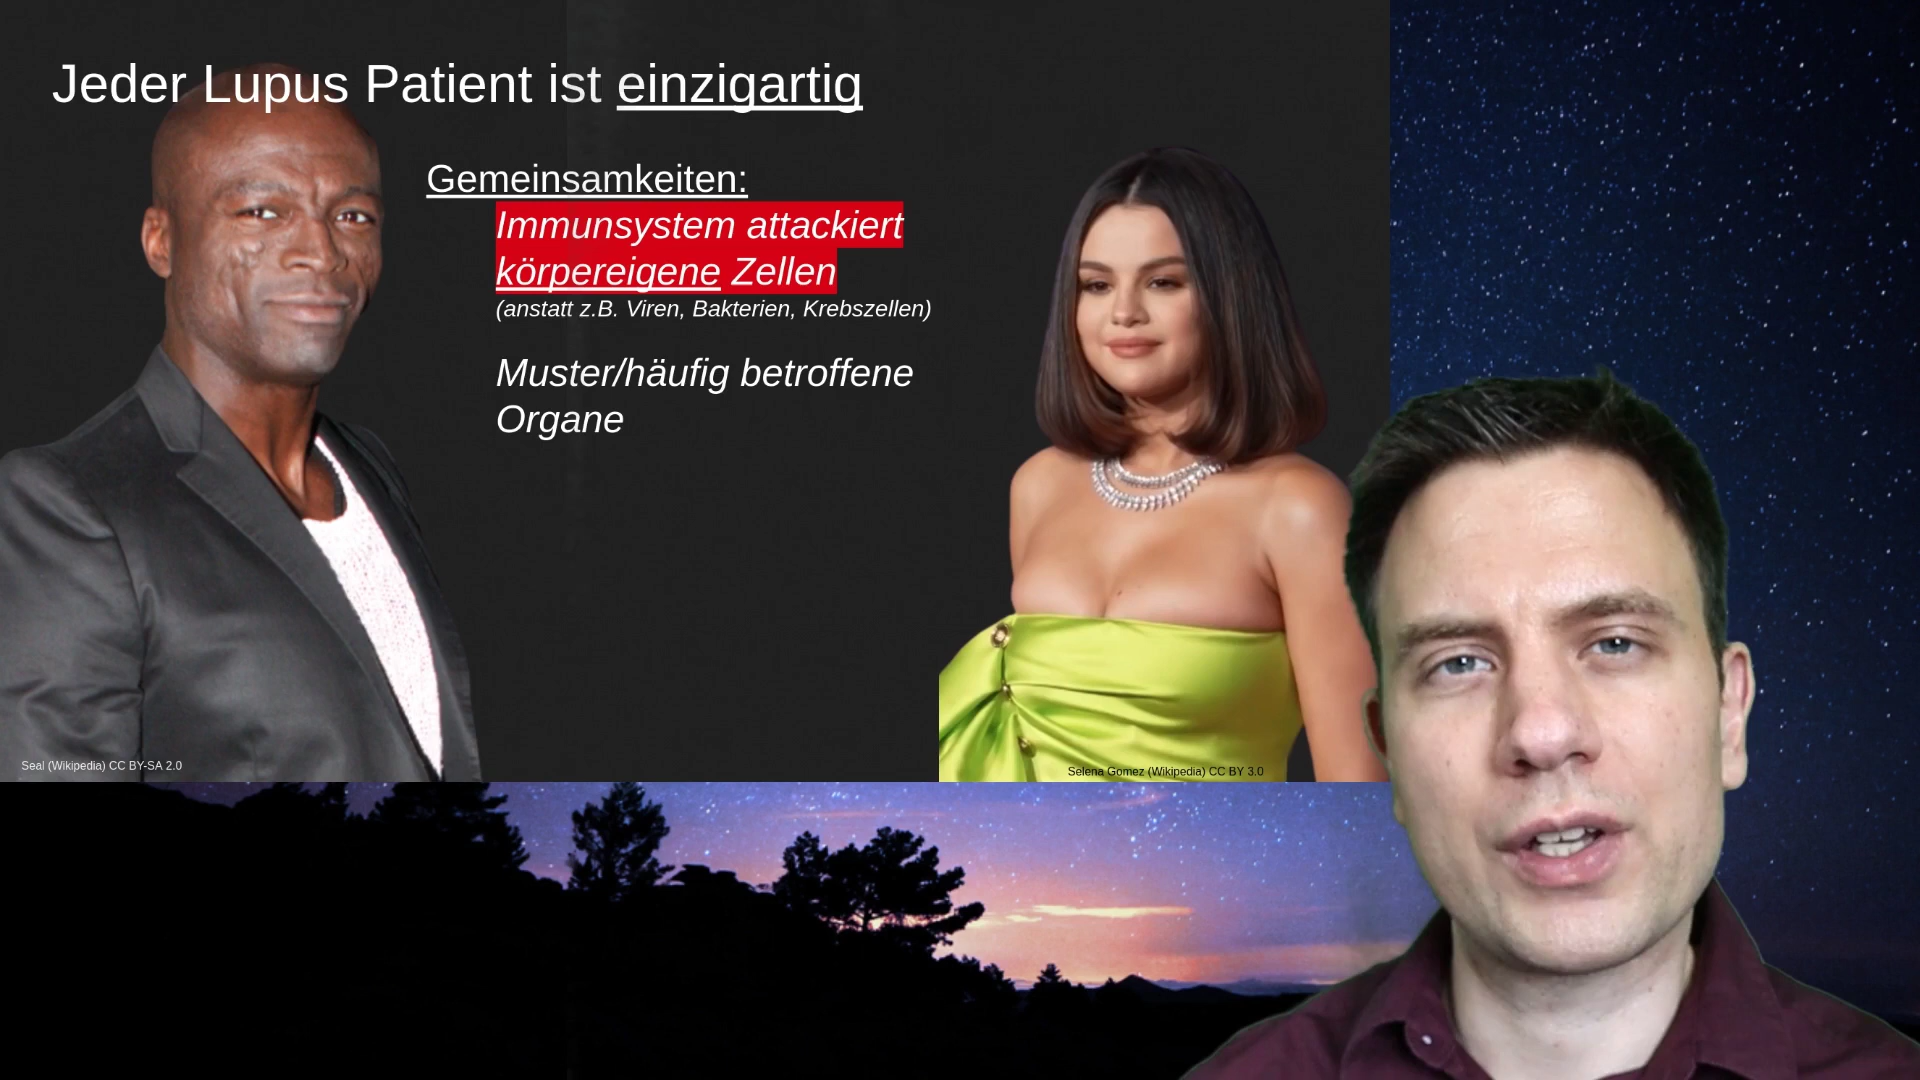 Jeder Lupus Patient ist einzigartig
Gemeinsamkeiten:
Immunsystem attackiert
körpereigene Zellen
(anstatt z.B. Viren, Bakterien, Krebszellen)
Muster/häufig betroffene
Organe
Seal (Wikipedia) CC BY-SA 2.0
Selena Gomez (Wikipedia) CC BY 3.0